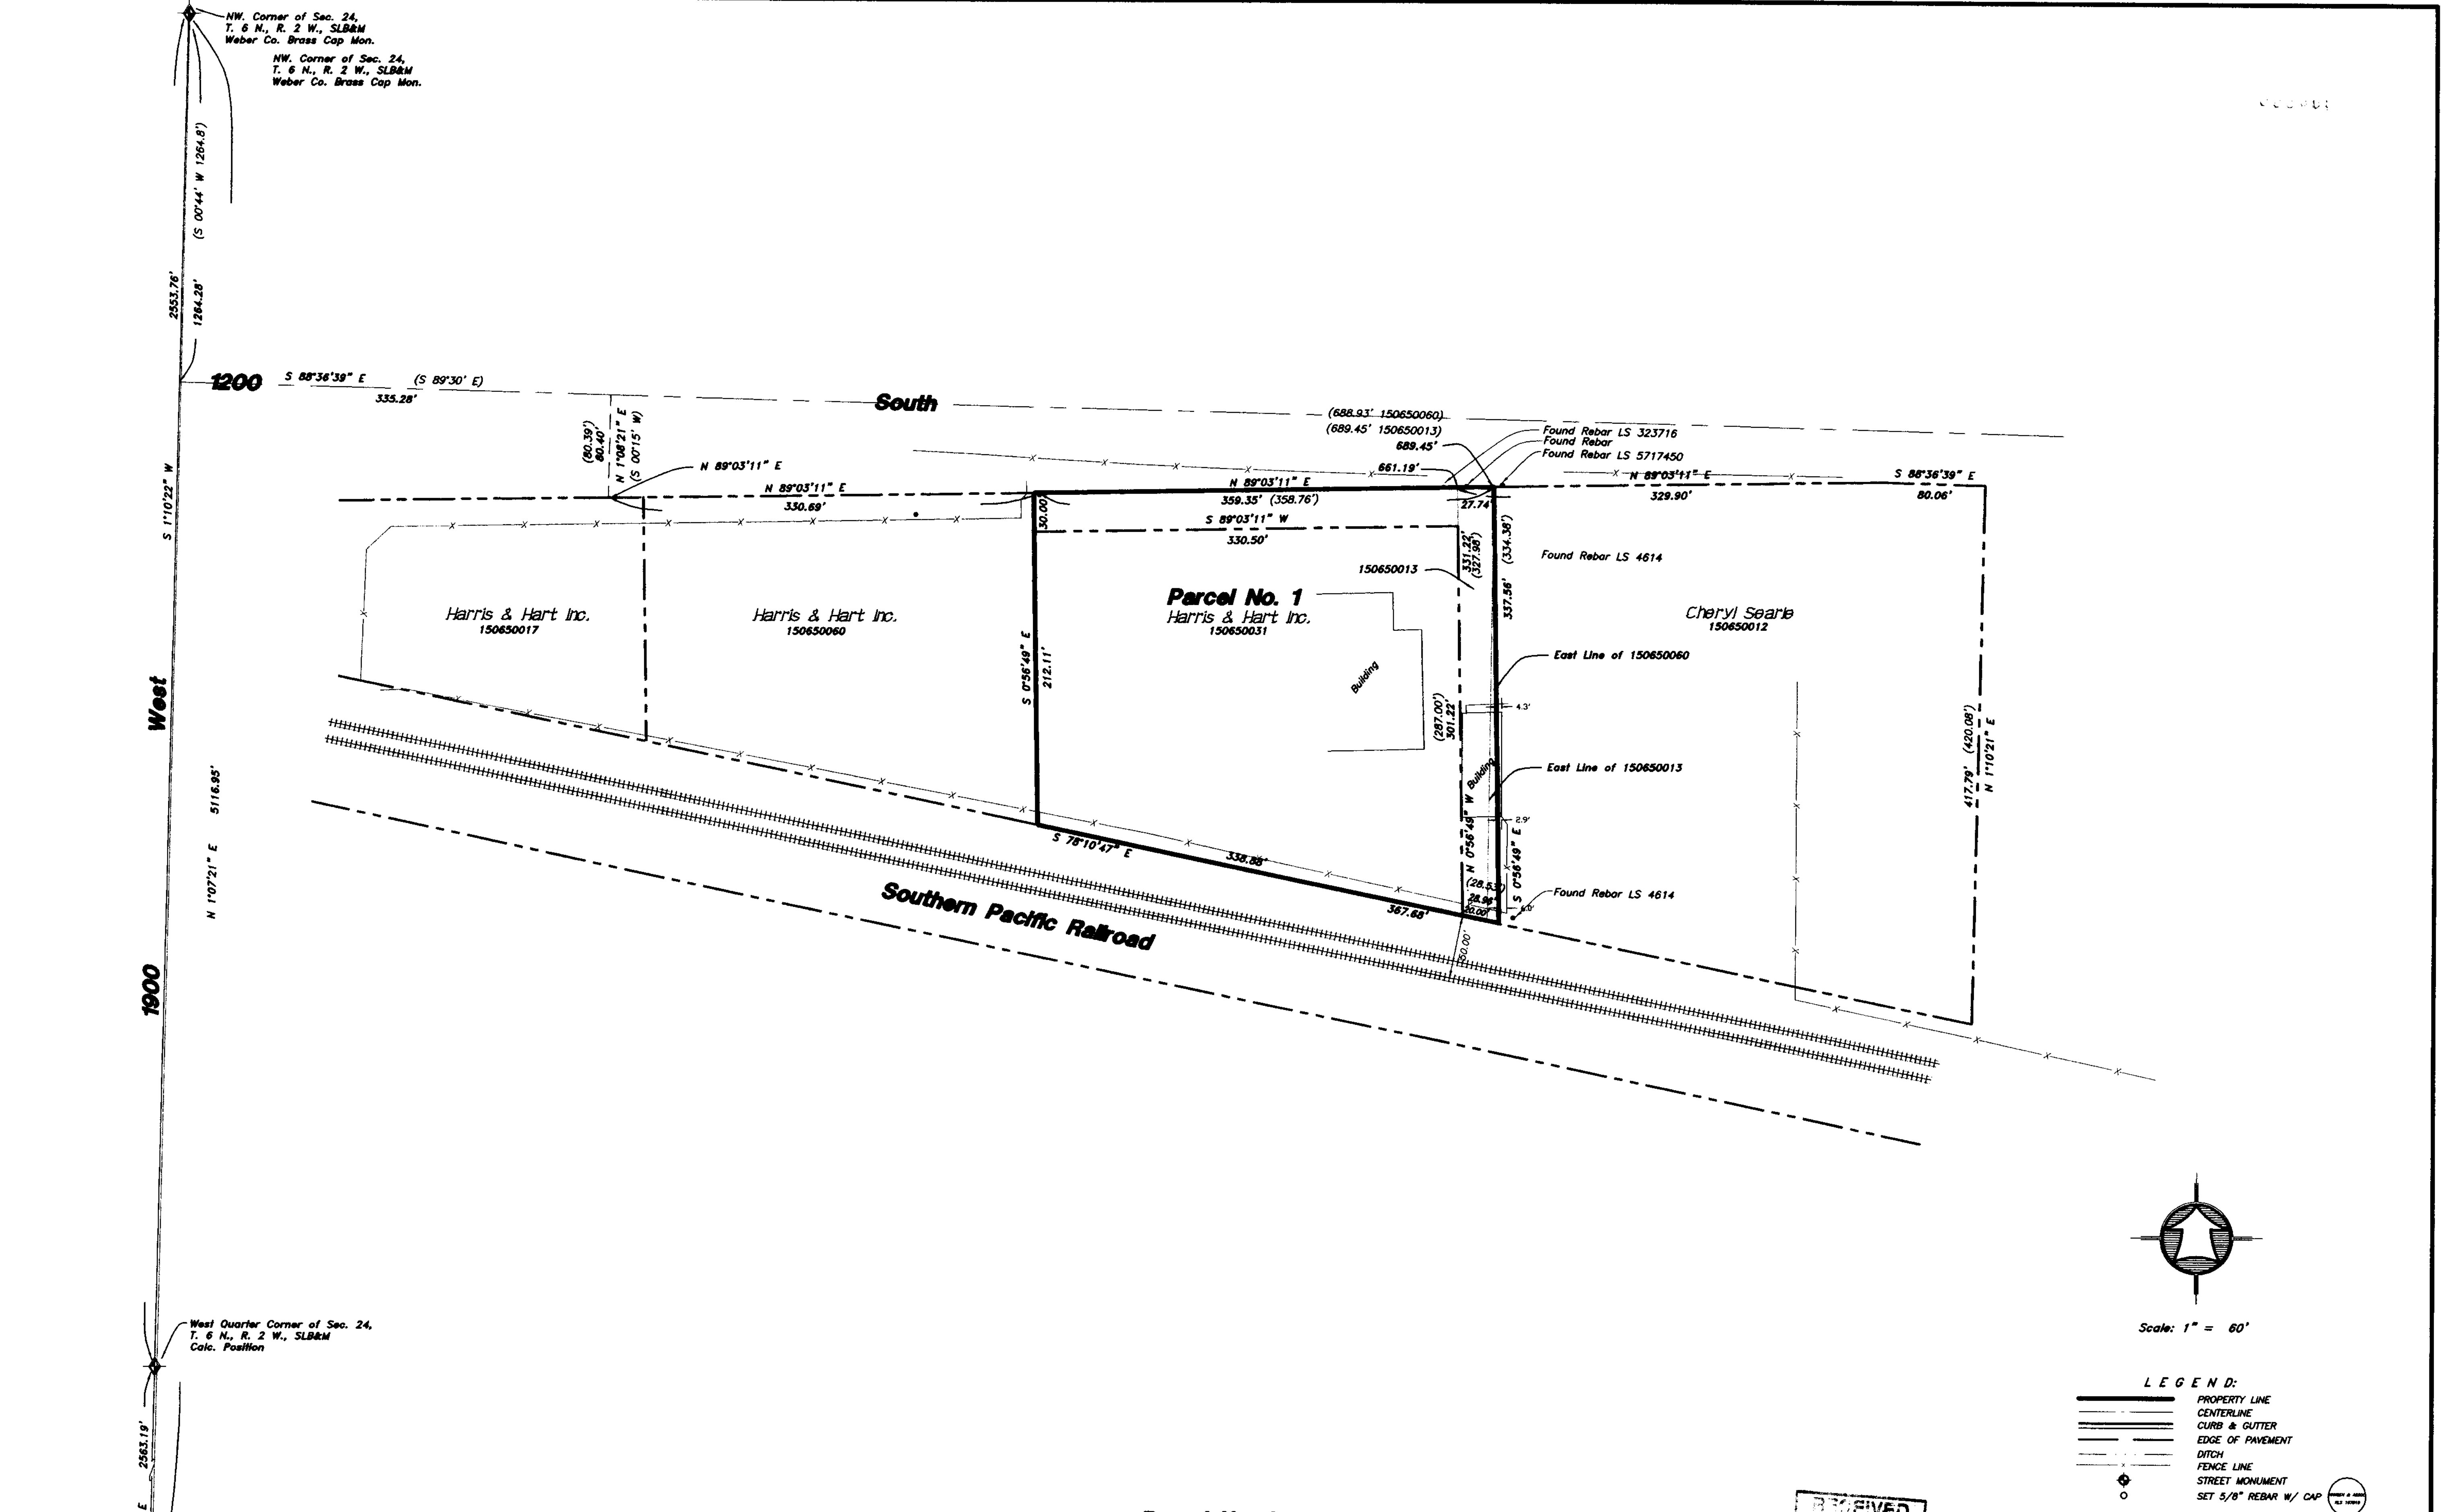 NW. Corner of Sec. 24,
T. 6 N., R. 2 W., SLB&M
Weber Co. Brass Cap Mon.
NW. Corner of Sec. 24,
T. 6 N., R. 2 W., SLB&M
Weber Co. Brass Cap Mon.
(S 00°44' W 1264.8')
2553.76'
1264.28'
S 1°10'22" W
1200
S 88°36'39" E
(S 89°30' E)
335.28'
South
(80.39')
80.40'
N 1°08'21" E
(S 00°15' W)
(688.93' 150650060)
(689.45' 150650013)
689.45'
661.19'
Found Rebar LS 323716
Found Rebar
Found Rebar LS 5717450
N 89°03'11" E
N 89°03'11" E
330.69'
N 89°03'11" E
359.35' (358.76')
27.74'
N 89°03'11" E
329.90'
S 88°36'39" E
80.06'
30.00'
S 89°03'11" W
330.50'
331.22'
(327.98')
(334.38')
337.56'
Found Rebar LS 4614
150650013
Harris & Hart Inc.
150650017
Harris & Hart Inc.
150650060
Parcel No. 1
Harris & Hart Inc.
150650031
Cheryl Searle
150650012
S 0°56'49" E
212.11'
Building
East Line of 150650060
4.3'
(287.00')
301.22'
Building
East Line of 150650013
2.9'
N 0°56'49" W
S 0°56'49" E
417.79' (420.08')
N 1°10'21" E
West
N 1°07'21" E 5116.95'
S 78°10'47" E
338.88'
367.68'
(28.53')
28.96'
20.00'
Found Rebar LS 4614
50.00'
Southern Pacific Railroad
1900
West Quarter Corner of Sec. 24,
T. 6 N., R. 2 W., SLB&M
Calc. Position
2563.19'
E
Scale: 1" = 60'
LEGEND:
PROPERTY LINE
CENTERLINE
CURB & GUTTER
EDGE OF PAVEMENT
DITCH
FENCE LINE
STREET MONUMENT
SET 5/8" REBAR W/ CAP
RECEIVED